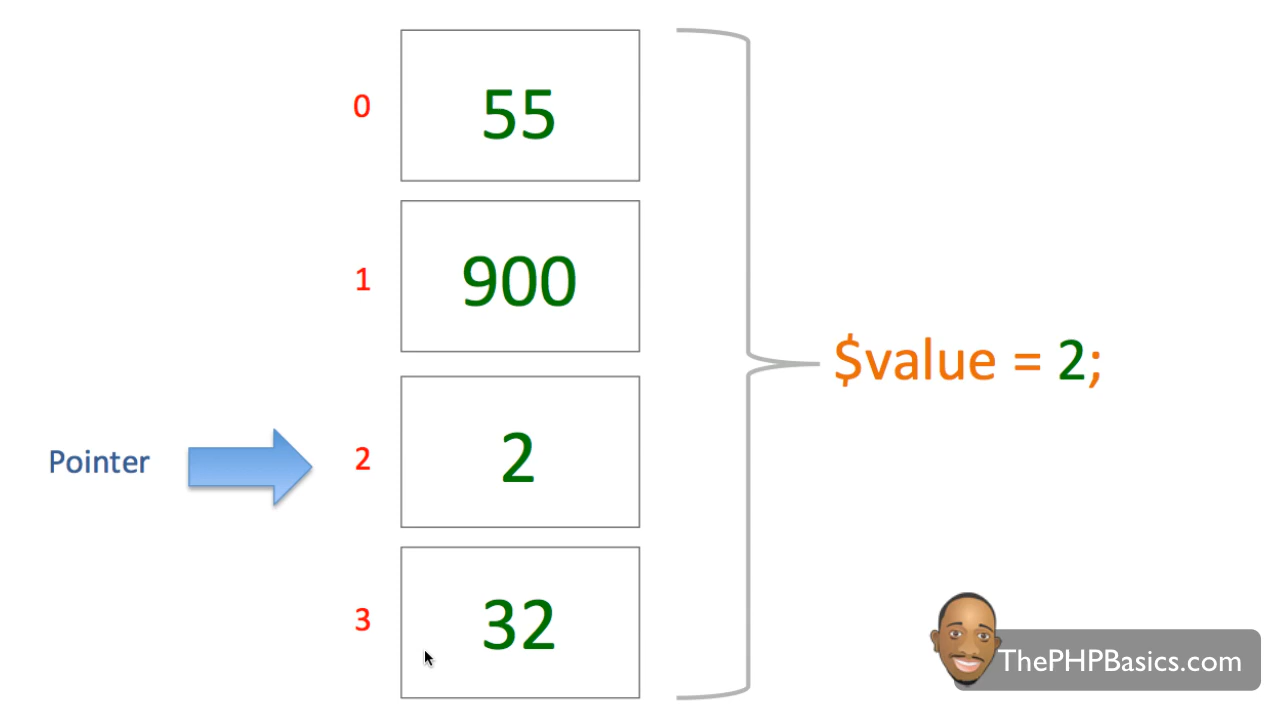 0
55
1
900
$value = 2;
Pointer
2
2
3
32
ThePHPBasics.com